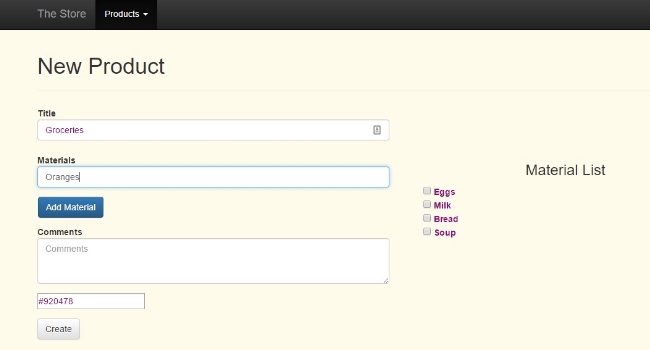 The Store Products
New Product
Title
Groceries
Materials
Oranges
Add Material
Material List
Eggs
Milk
Bread
Soup
Comments
Comments
#920478
Create